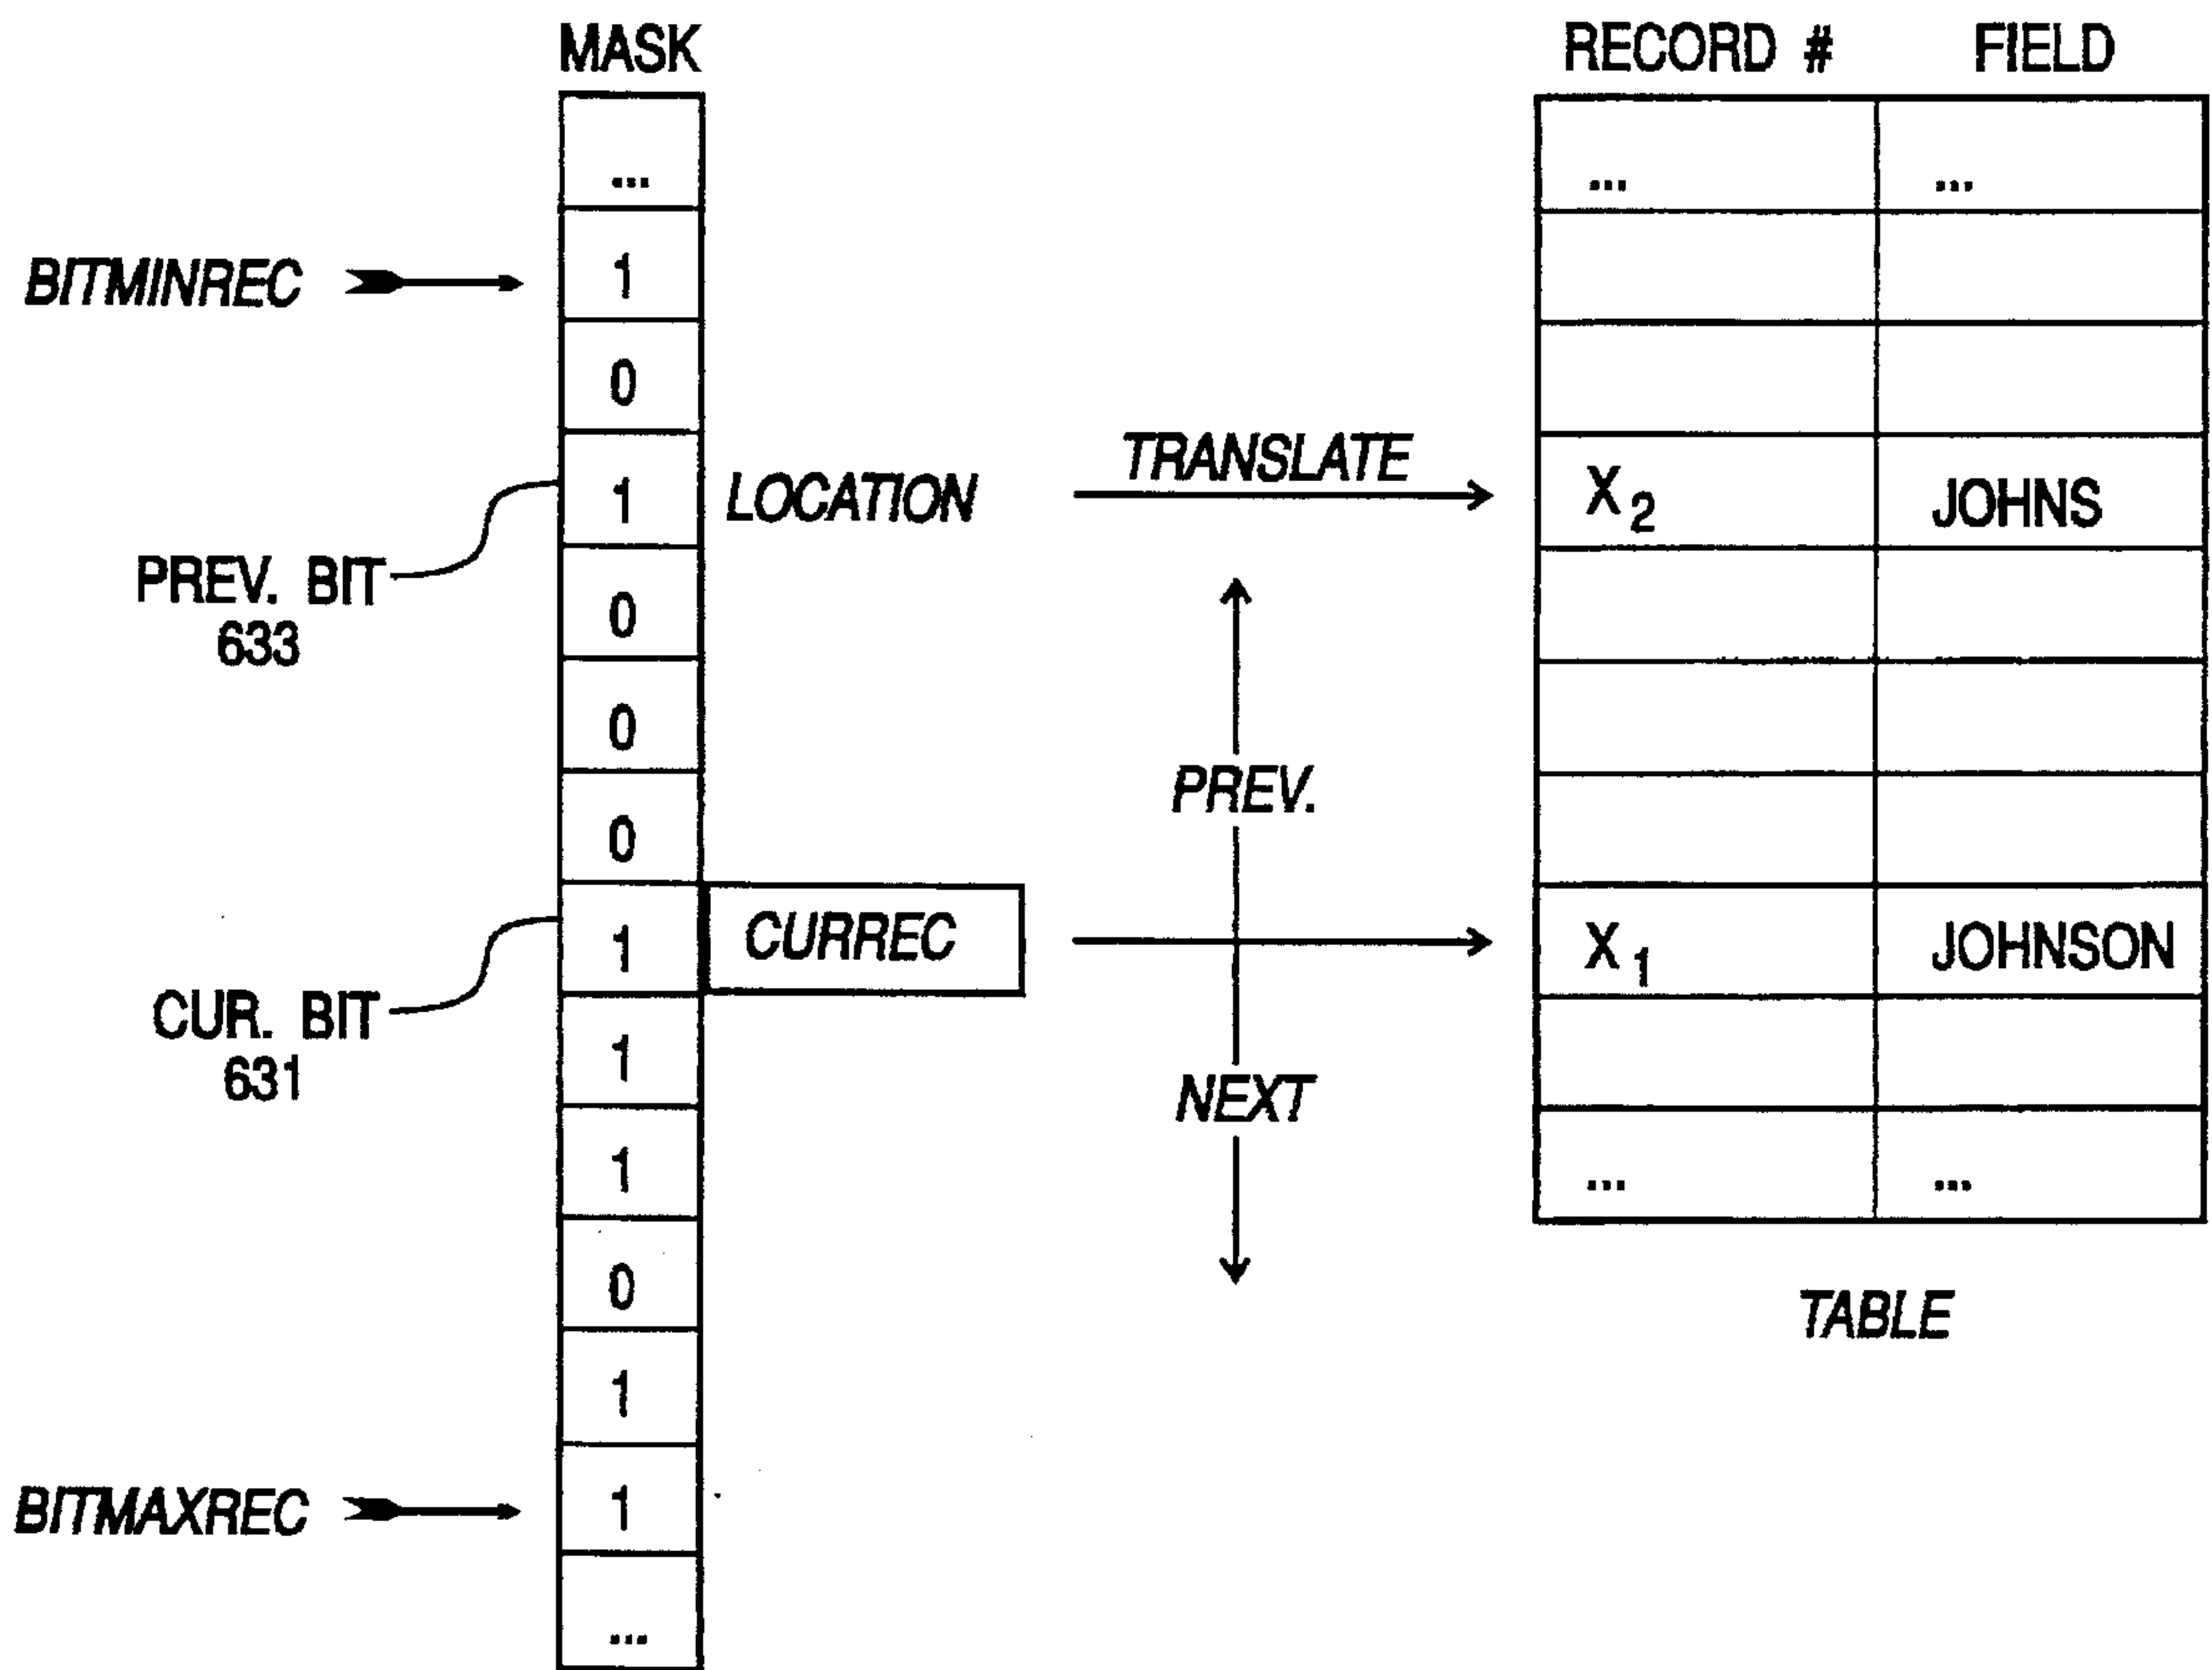 MASK
RECORD # FIELD
...
... ...
BITMINREC
1
0
1
LOCATION
TRANSLATE
X2 JOHNS
PREV. BIT
633
0
0
PREV.
0
1
CURREC
X1 JOHNSON
CUR. BIT
631
1
NEXT
1
... ...
0
TABLE
1
BITMAXREC
1
...